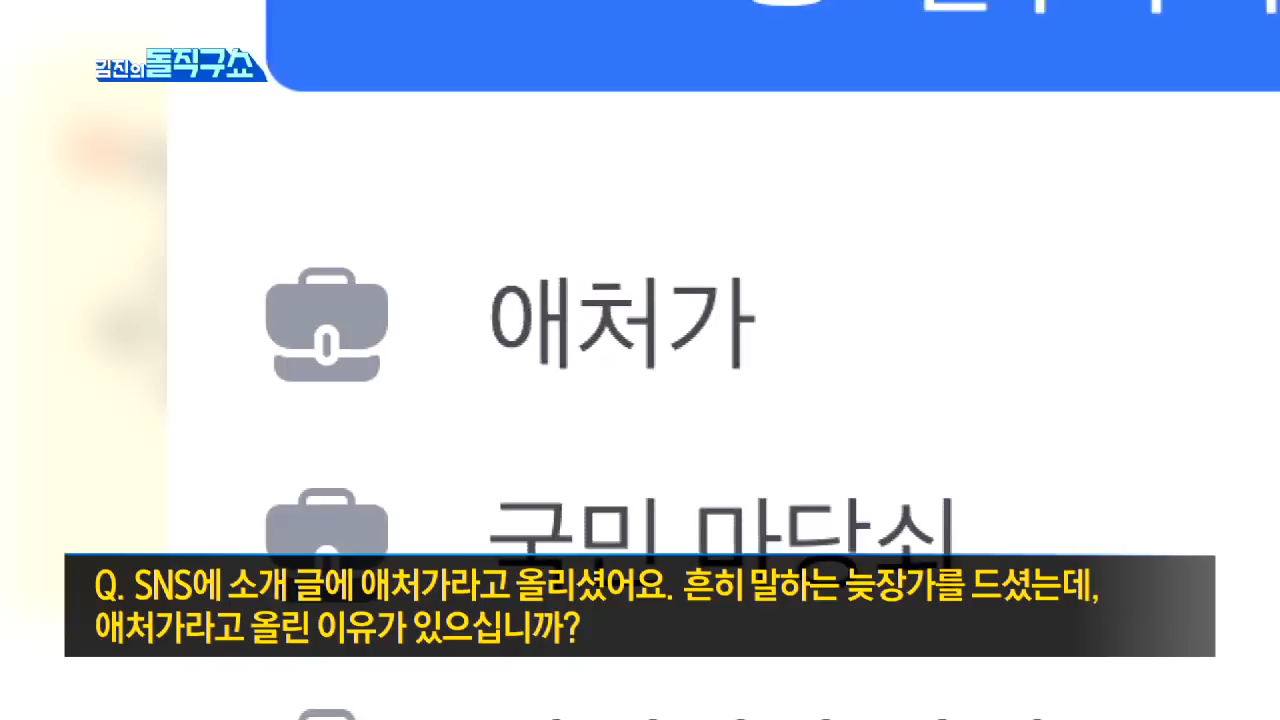 김진의 돌직구쇼
애처가
국민 마당쇠
Q. SNS에 소개 글에 애처가라고 올리셨어요. 흔히 말하는 늦장가를 드셨는데,
애처가라고 올린 이유가 있으십니까?